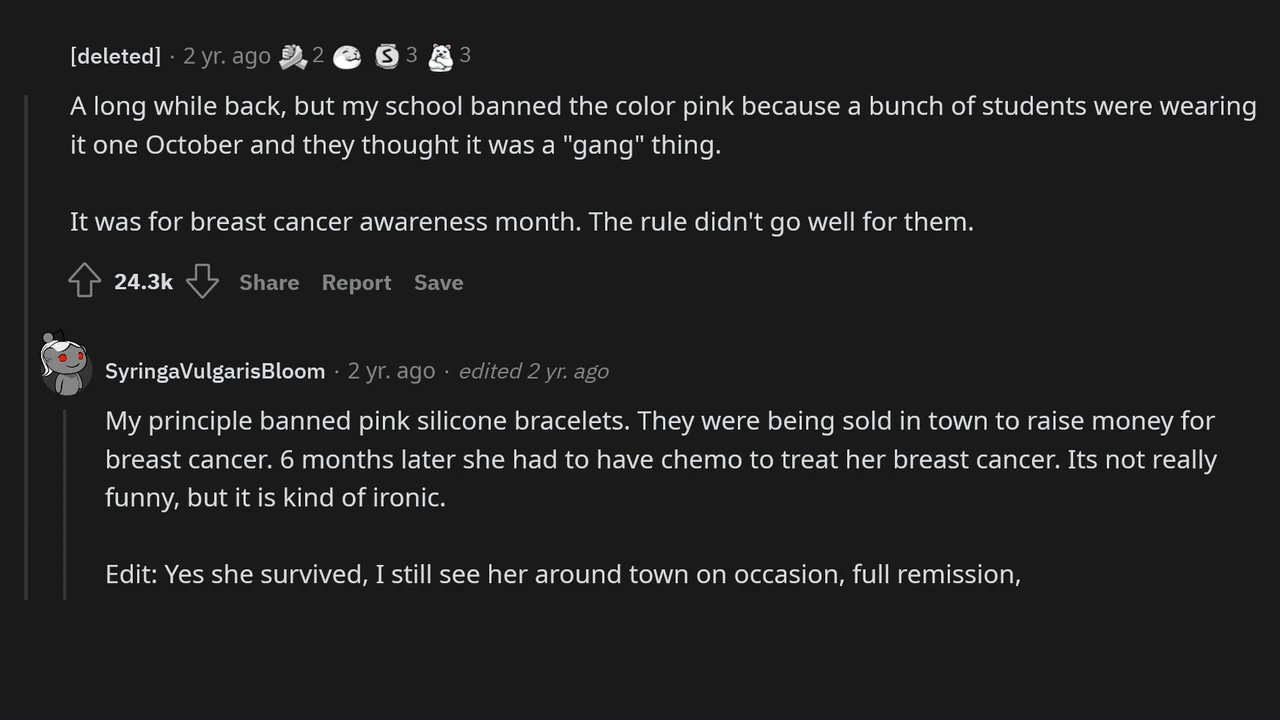 [deleted] · 2 yr. ago 2 S 3 3
A long while back, but my school banned the color pink because a bunch of students were wearing
it one October and they thought it was a "gang" thing.
It was for breast cancer awareness month. The rule didn't go well for them.
24.3k Share Report Save
SyringaVulgarisBloom · 2 yr. ago · edited 2 yr. ago
My principle banned pink silicone bracelets. They were being sold in town to raise money for
breast cancer. 6 months later she had to have chemo to treat her breast cancer. Its not really
funny, but it is kind of ironic.
Edit: Yes she survived, I still see her around town on occasion, full remission,